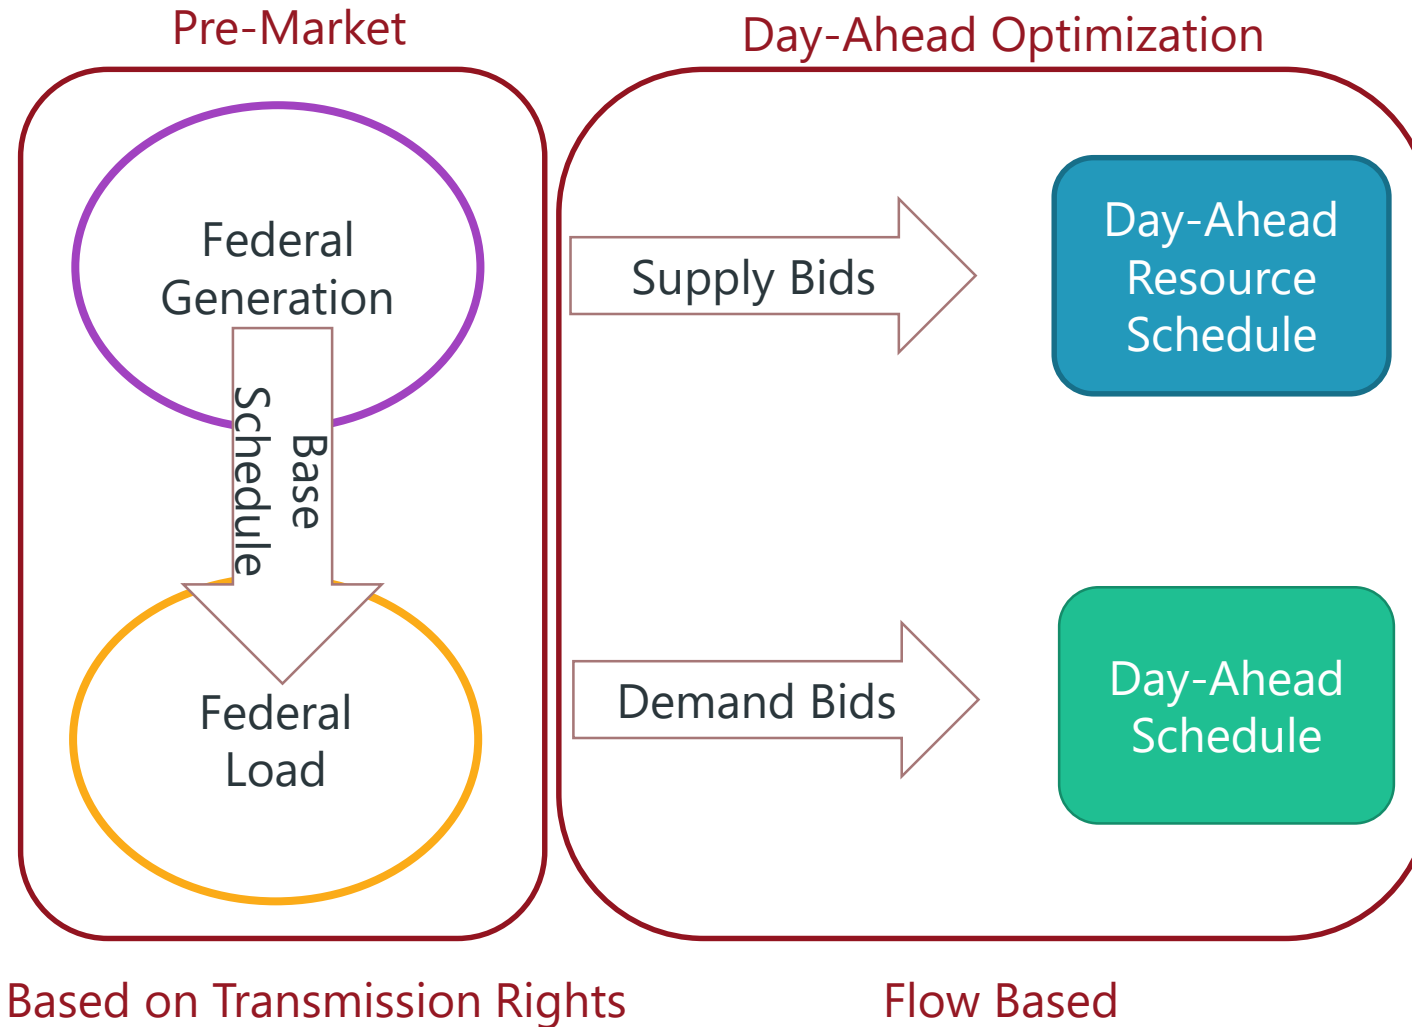 Pre-Market
Day-Ahead Optimization
Federal
Generation
Base
Schedule
Federal
Load
Supply Bids
Day-Ahead
Resource
Schedule
Demand Bids
Day-Ahead
Schedule
Based on Transmission Rights
Flow Based